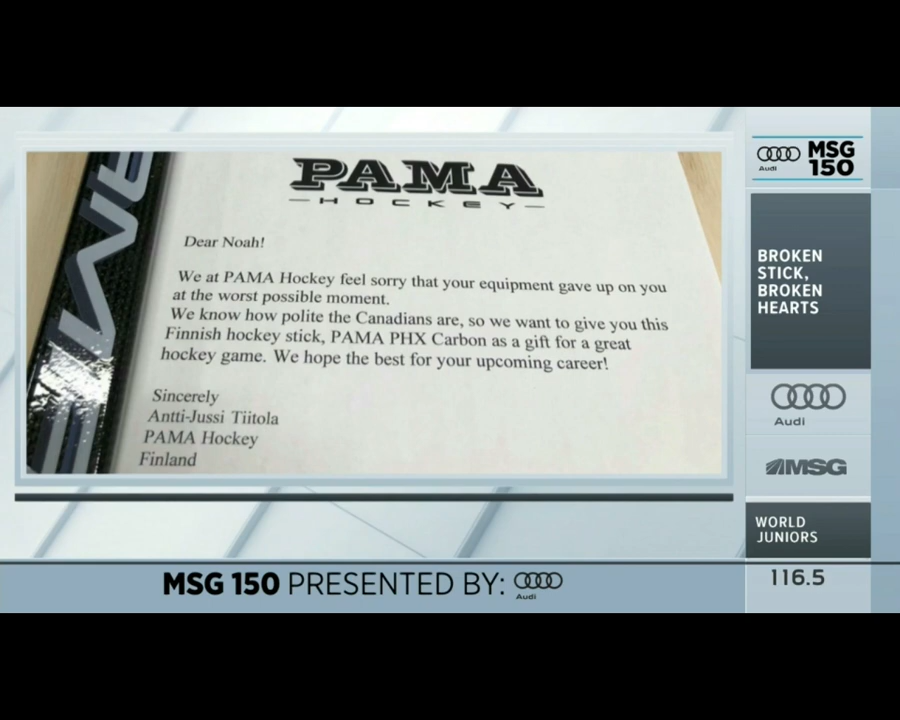 PAMA
HOCKEY
Dear Noah!
We at PAMA Hockey feel sorry that your equipment gave up on you
at the worst possible moment.
We know how polite the Canadians are, so we want to give you this
Finnish hockey stick, PAMA PHX Carbon as a gift for a great
hockey game. We hope the best for your upcoming career!
Sincerely
Antti-Jussi Tiitola
PAMA Hockey
Finland
Audi
MSG
150
BROKEN
STICK,
BROKEN
HEARTS
Audi
MSG
WORLD
JUNIORS
116.5
MSG 150 PRESENTED BY:
Audi